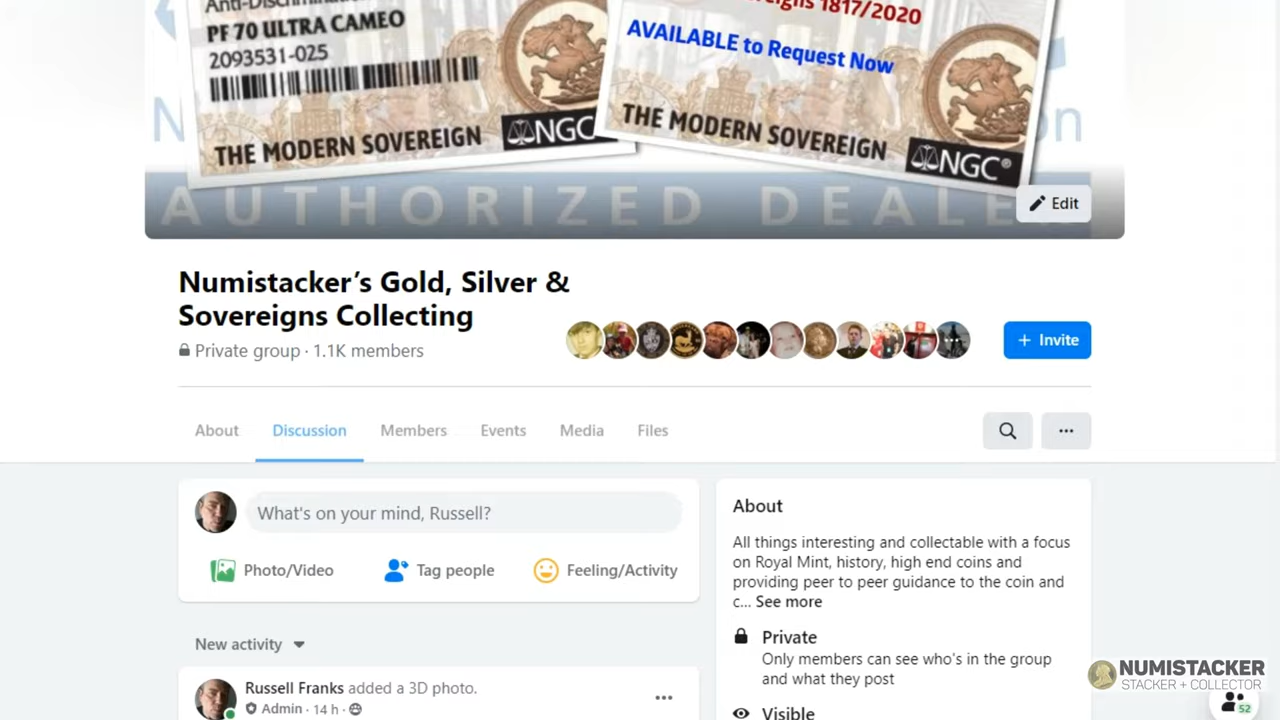 PF 70 ULTRA CAMEO
2093531-025
THE MODERN SOVEREIGN
NGC
1817/2020
AVAILABLE to Request Now
THE MODERN SOVEREIGN
NGC®
AUTHORIZED
Edit
Numistacker's Gold, Silver &
Sovereigns Collecting
Private group · 1.1K members
+ Invite
About
Discussion
Members
Events
Media
Files
What's on your mind, Russell?
Photo/Video
Tag people
Feeling/Activity
New activity
Russell Franks added a 3D photo.
Admin · 14 h ·
About
All things interesting and collectable with a focus
on Royal Mint, history, high end coins and
providing peer to peer guidance to the coin and
c... See more
Private
Only members can see who's in the group
and what they post
Visible
NUMISTACKER
STACKER + COLLECTOR
52